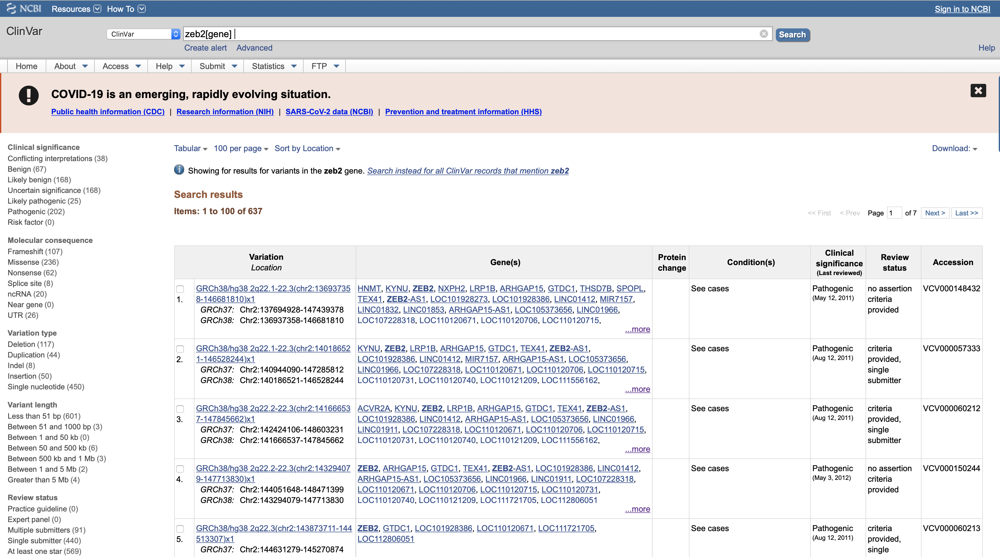 NCBI Resources How To Sign in to NCBI
ClinVar ClinVar zeb2[gene] Search
Create alert Advanced Help
Home About Access Help Submit Statistics FTP
COVID-19 is an emerging, rapidly evolving situation.
Public health information (CDC) | Research information (NIH) | SARS-CoV-2 data (NCBI) | Prevention and treatment information (HHS)
Clinical significance
Conflicting interpretations (38)
Benign (67)
Likely benign (168)
Uncertain significance (168)
Likely pathogenic (25)
Pathogenic (202)
Risk factor (0)
Molecular consequence
Frameshift (107)
Missense (236)
Nonsense (62)
Splice site (8)
ncRNA (20)
Near gene (0)
UTR (26)
Variation type
Deletion (117)
Duplication (44)
Indel (8)
Insertion (50)
Single nucleotide (450)
Variant length
Less than 51 bp (601)
Between 51 and 1000 bp (3)
Between 1 and 50 kb (0)
Between 50 and 500 kb (6)
Between 500 kb and 1 Mb (3)
Between 1 and 5 Mb (2)
Greater than 5 Mb (4)
Review status
Practice guideline (0)
Expert panel (0)
Multiple submitters (91)
Single submitter (440)
At least one star (569)
Tabular 100 per page Sort by Location Download:
Showing for results for variants in the zeb2 gene. Search instead for all ClinVar records that mention zeb2
Search results
Items: 1 to 100 of 637
<< First < Prev Page 1 of 7 Next > Last >>
Variation
Location
Gene(s)
Protein
change
Condition(s)
Clinical
significance
(Last reviewed)
Review
status
Accession
1.
GRCh38/hg38 2q22.1-22.3(chr2:13693735
8-146681810)x1
GRCh37: Chr2:137694928-147439378
GRCh38: Chr2:136937358-146681810
HNMT, KYNU, ZEB2, NXPH2, LRP1B, ARHGAP15, GTDC1, THSD7B, SPOPL,
TEX41, ZEB2-AS1, LOC101928273, LOC101928386, LINC01412, MIR7157,
LINC01832, LINC01853, ARHGAP15-AS1, LOC105373656, LINC01966,
LOC107228318, LOC110120671, LOC110120706, LOC110120715,
...more
See cases
Pathogenic
(May 12, 2011)
no assertion
criteria
provided
VCV000148432
2.
GRCh38/hg38 2q22.1-22.3(chr2:14018652
1-146528244)x1
GRCh37: Chr2:140944090-147285812
GRCh38: Chr2:140186521-146528244
KYNU, ZEB2, LRP1B, ARHGAP15, GTDC1, TEX41, ZEB2-AS1,
LOC101928386, LINC01412, MIR7157, ARHGAP15-AS1, LOC105373656,
LINC01966, LOC107228318, LOC110120671, LOC110120706, LOC110120715,
LOC110120731, LOC110120740, LOC110121209, LOC111556162,
...more
See cases
Pathogenic
(Aug 12, 2011)
criteria
provided,
single
submitter
VCV000057333
3.
GRCh38/hg38 2q22.2-22.3(chr2:14166653
7-147845662)x1
GRCh37: Chr2:142424106-148603231
GRCh38: Chr2:141666537-147845662
ACVR2A, KYNU, ZEB2, LRP1B, ARHGAP15, GTDC1, TEX41, ZEB2-AS1,
LOC101928386, LINC01412, ARHGAP15-AS1, LOC105373656, LINC01966,
LINC01911, LOC107228318, LOC110120671, LOC110120706, LOC110120715,
LOC110120731, LOC110120740, LOC110121209, LOC111556162,
...more
See cases
Pathogenic
(Aug 12, 2011)
criteria
provided,
single
submitter
VCV000060212
4.
GRCh38/hg38 2q22.2-22.3(chr2:14329407
9-147713830)x1
GRCh37: Chr2:144051648-148471399
GRCh38: Chr2:143294079-147713830
ZEB2, ARHGAP15, GTDC1, TEX41, ZEB2-AS1, LOC101928386, LINC01412,
ARHGAP15-AS1, LOC105373656, LINC01966, LINC01911, LOC107228318,
LOC110120671, LOC110120706, LOC110120715, LOC110120731,
LOC110120740, LOC110121209, LOC111721705, LOC112806051
...more
See cases
Pathogenic
(May 3, 2012)
no assertion
criteria
provided
VCV000150244
5.
GRCh38/hg38 2q22.3(chr2:143873711-144
513307)x1
GRCh37: Chr2:144631279-145270874
ZEB2, GTDC1, LOC101928386, LOC110120671, LOC111721705,
LOC112806051
See cases
Pathogenic
(Aug 12, 2011)
criteria
provided,
single
VCV000060213